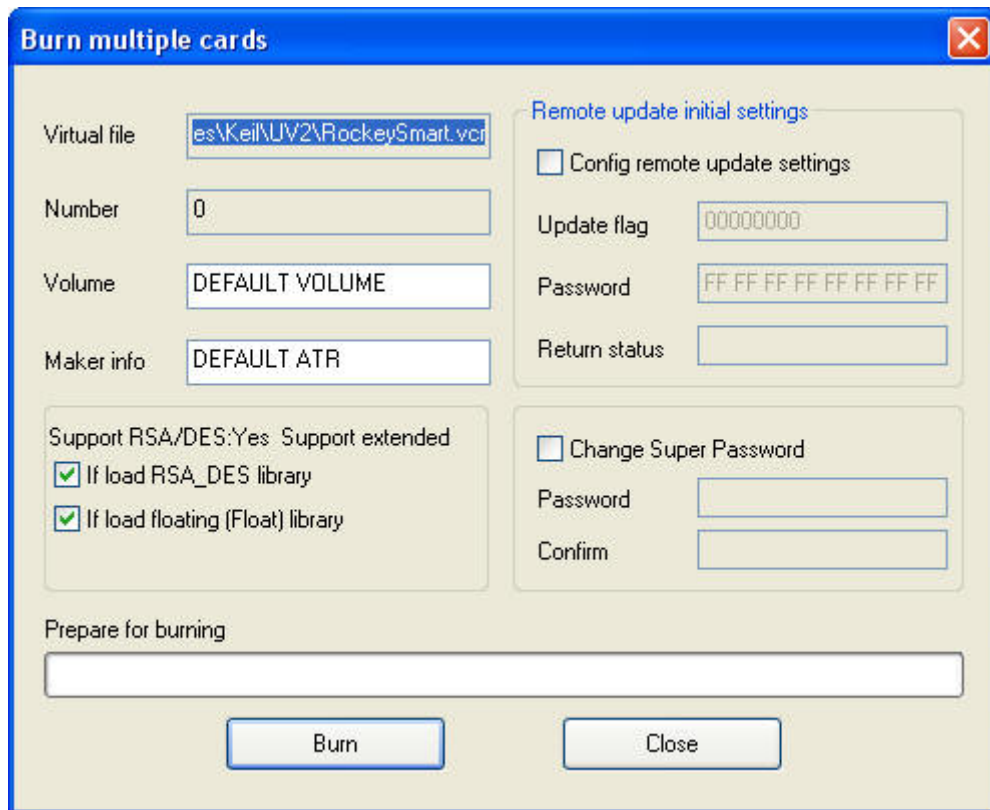 Burn multiple cards
Virtual file
es\Keil\UV2\RockeySmart.vcr
Number
0
Volume
DEFAULT VOLUME
Maker info
DEFAULT ATR
Support RSA/DES:Yes Support extended
If load RSA_DES library
If load floating (Float) library
Remote update initial settings
Config remote update settings
Update flag
00000000
Password
FF FF FF FF FF FF FF FF
Return status
Change Super Password
Password
Confirm
Prepare for burning
Burn
Close